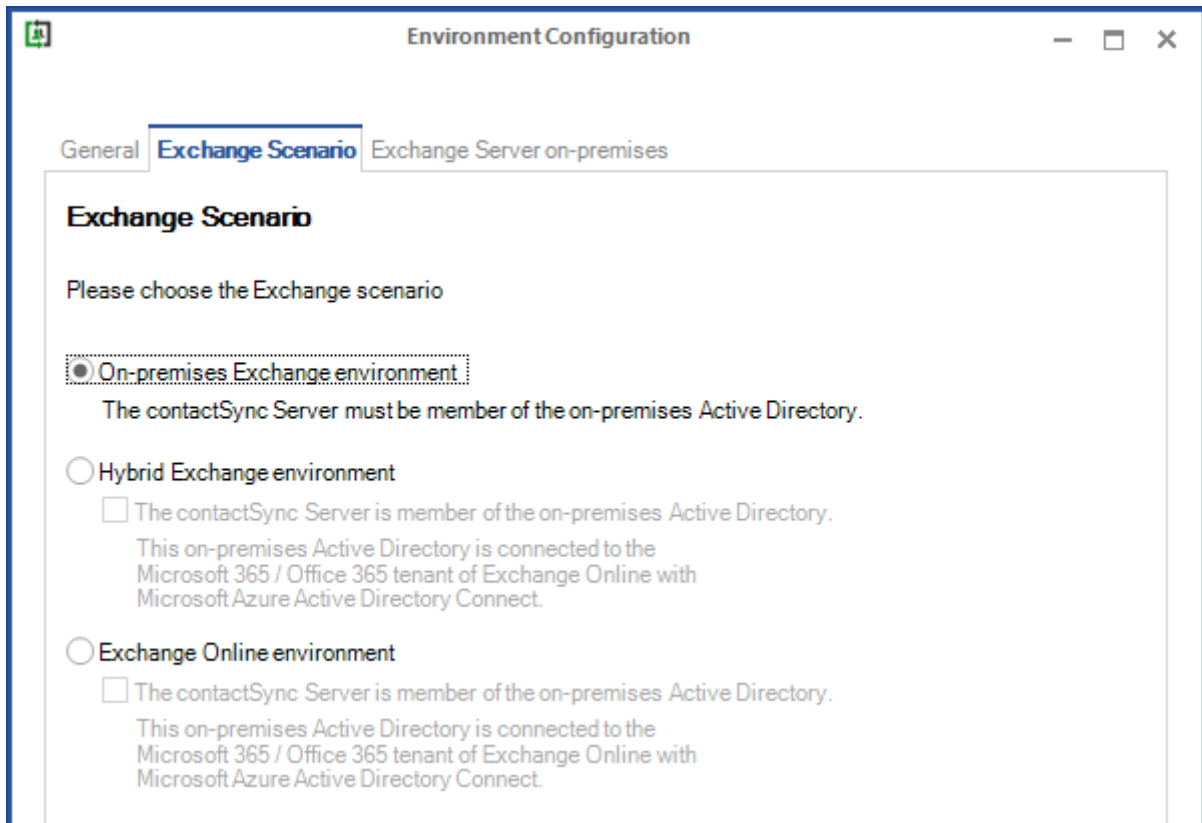 Environment Configuration
General Exchange Scenario Exchange Server on-premises
Exchange Scenario
Please choose the Exchange scenario
On-premises Exchange environment
The contactSync Server must be member of the on-premises Active Directory.
Hybrid Exchange environment
The contactSync Server is member of the on-premises Active Directory.
This on-premises Active Directory is connected to the
Microsoft 365 / Office 365 tenant of Exchange Online with
Microsoft Azure Active Directory Connect.
Exchange Online environment
The contactSync Server is member of the on-premises Active Directory.
This on-premises Active Directory is connected to the
Microsoft 365 / Office 365 tenant of Exchange Online with
Microsoft Azure Active Directory Connect.